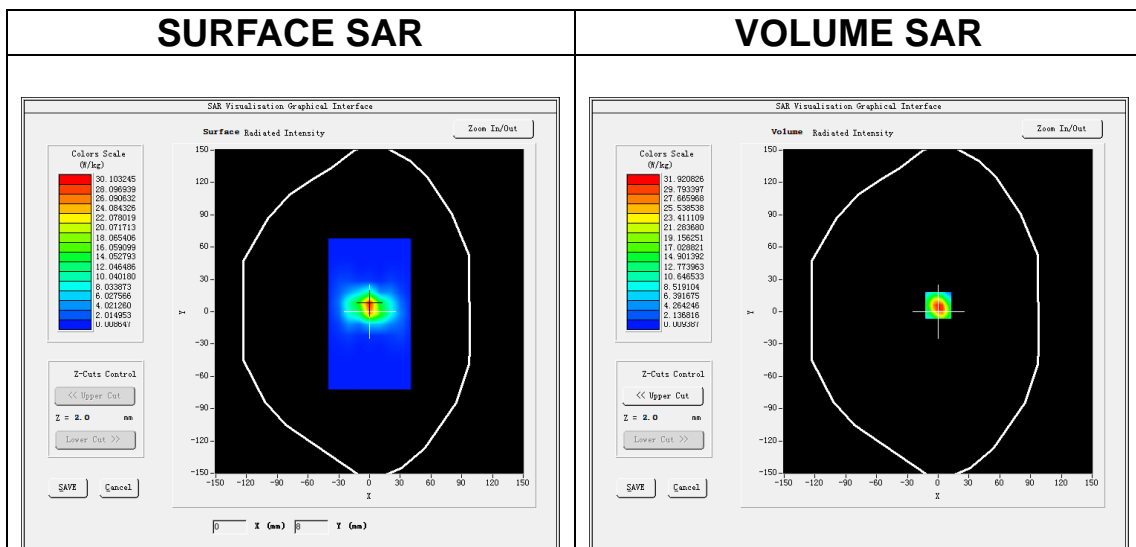 SURFACE SAR
VOLUME SAR
SAR Visualisation Graphical Interface
Surface Radiated Intensity
Zoom In/Out
Colors Scale
(W/kg)
30.103245
28.096939
26.090632
24.084326
22.078019
20.071713
18.065406
16.059099
14.052793
12.046486
10.040180
8.033873
6.027566
4.021260
2.014953
0.008647
Z-Cuts Control
<< Upper Cut
Z = 2.0 mm
Lower Cut >>
SAVE
Cancel
150
120
90
60
30
0
-30
-60
-90
-120
-150
Y
-150 -120 -90 -60 -30 0 30 60 90 120 150
X
0 X (mm) 8 Y (mm)
SAR Visualisation Graphical Interface
Volume Radiated Intensity
Zoom In/Out
Colors Scale
(W/kg)
31.920826
29.793397
27.665968
25.538538
23.411109
21.283680
19.156251
17.028821
14.901392
12.773963
10.646533
8.519104
6.391675
4.264246
2.136816
0.009387
Z-Cuts Control
<< Upper Cut
Z = 2.0 mm
Lower Cut >>
SAVE
Cancel
150
120
90
60
30
0
-30
-60
-90
-120
-150
Y
-150 -120 -90 -60 -30 0 30 60 90 120 150
X